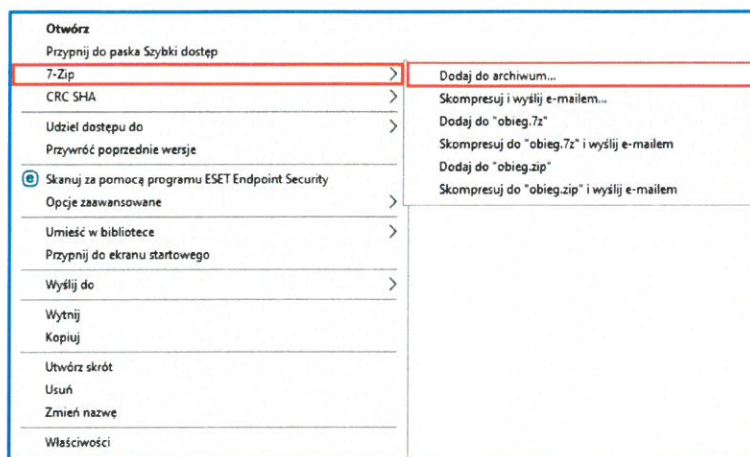 Otwórz
Przypnij do paska Szybki dostęp
7-Zip
CRC SHA
Udziel dostępu do
Przywróć poprzednie wersje
Skanuj za pomocą programu ESET Endpoint Security
Opcje zaawansowane
Umieść w bibliotece
Przypnij do ekranu startowego
Wyślij do
Wytnij
Kopiuj
Utwórz skrót
Usuń
Zmień nazwę
Właściwości
Dodaj do archiwum...
Skompresuj i wyślij e-mailem...
Dodaj do "obieg.7z"
Skompresuj do "obieg.7z" i wyślij e-mailem
Dodaj do "obieg.zip"
Skompresuj do "obieg.zip" i wyślij e-mailem